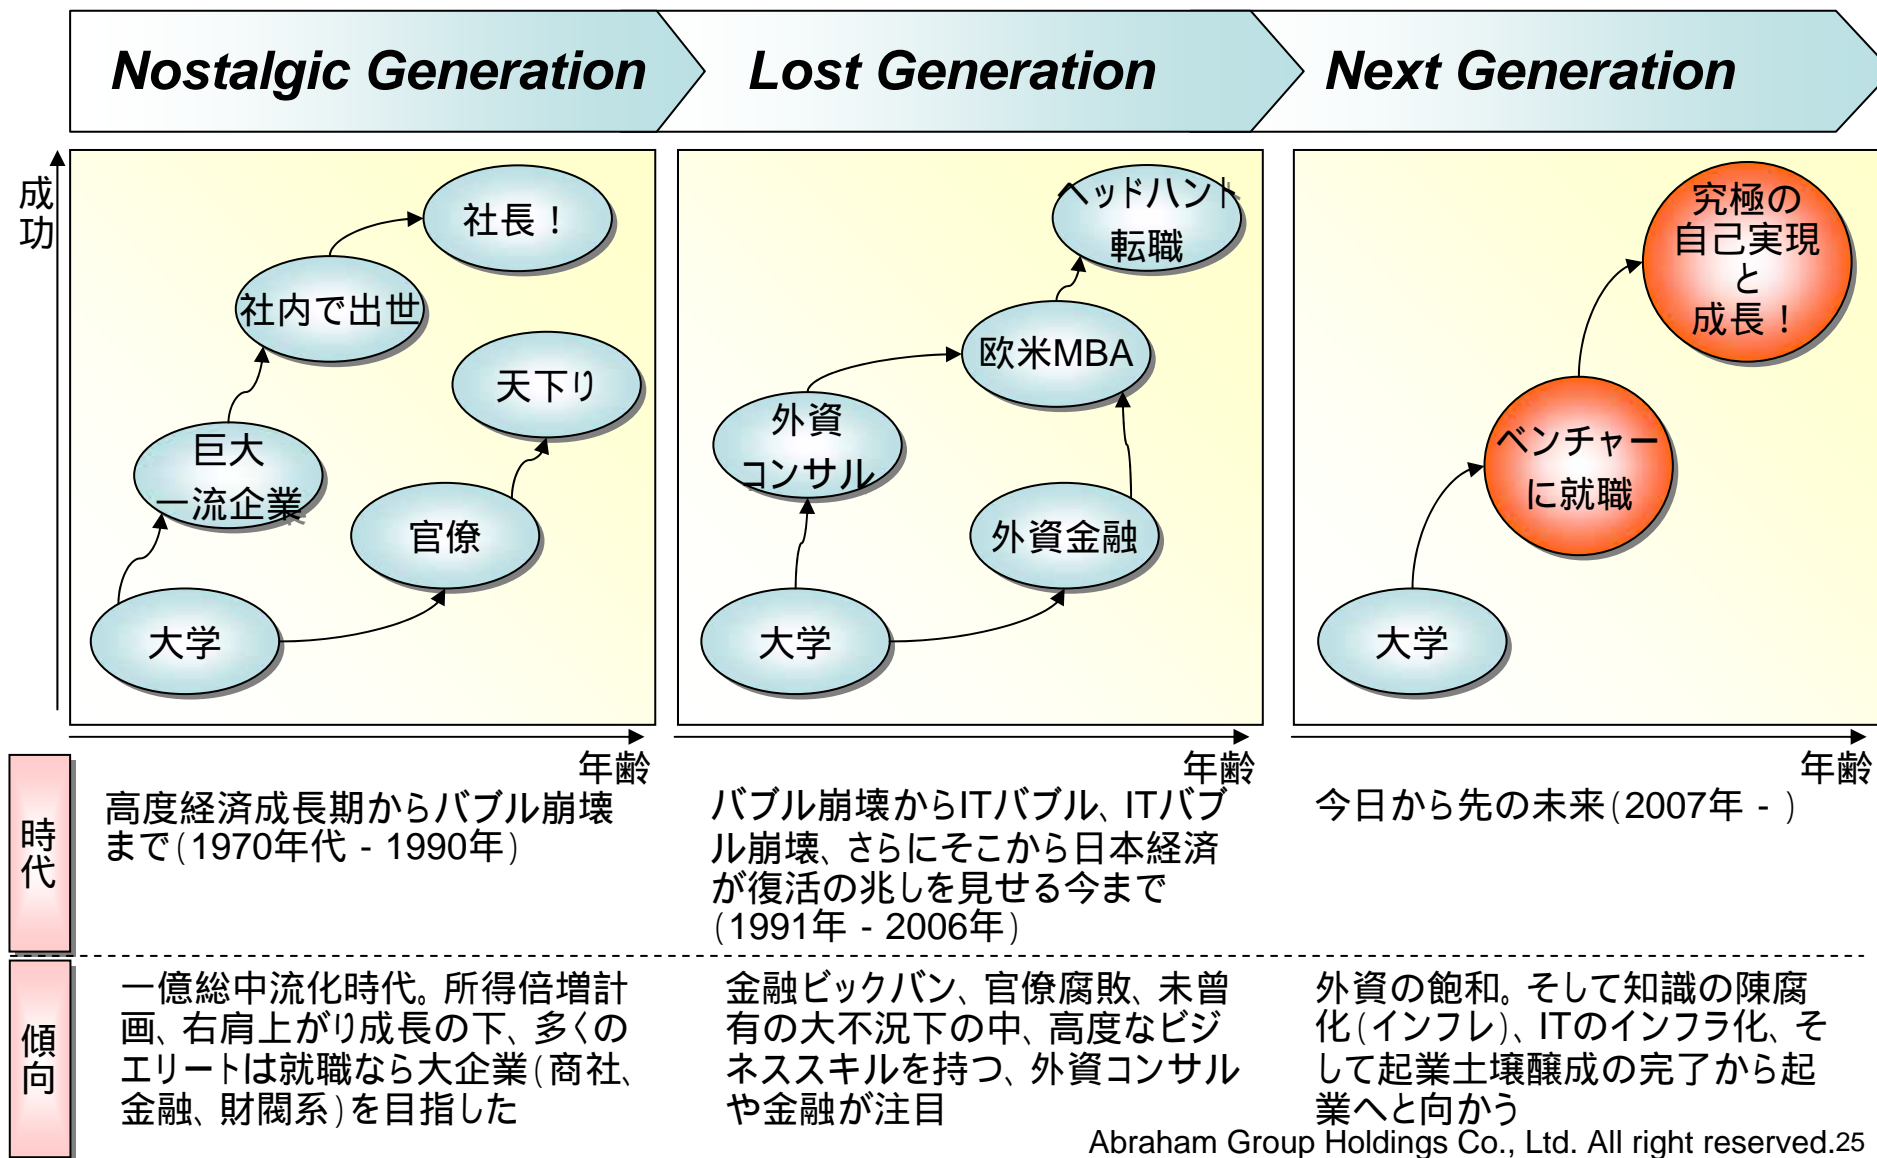 Nostalgic Generation
Lost Generation
Next Generation
成功
社長！
社内で出世
天下り
巨大
一流企業
官僚
大学
年齢
ヘッドハント
転職
欧米MBA
外資
コンサル
外資金融
大学
年齢
究極の
自己実現
と
成長！
ベンチャー
に就職
大学
年齢
時代
高度経済成長期からバブル崩壊
まで(1970年代 - 1990年)
バブル崩壊からITバブル、ITバブ
ル崩壊、さらにそこから日本経済
が復活の兆しを見せる今まで
(1991年 - 2006年)
今日から先の未来(2007年 - )
傾向
一億総中流化時代。所得倍増計
画、右肩上がり成長の下、多くの
エリートは就職なら大企業(商社、
金融、財閥系)を目指した
金融ビックバン、官僚腐敗、未曾
有の大不況下の中、高度なビジ
ネススキルを持つ、外資コンサル
や金融が注目
外資の飽和。そして知識の陳腐
化(インフレ)、ITのインフラ化、そ
して起業土壌醸成の完了から起
業へと向かう
Abraham Group Holdings Co., Ltd. All right reserved.25